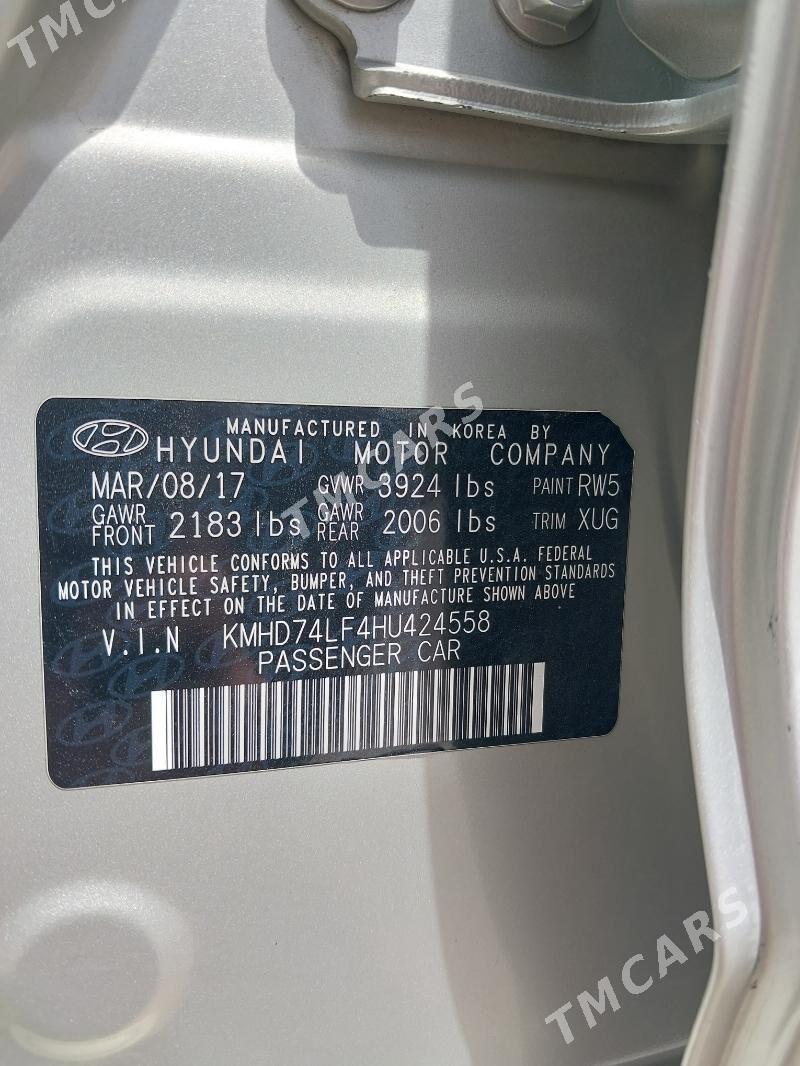 TMCARS
MANUFACTURED IN KOREA BY
HYUNDAI MOTOR COMPANY
MAR/08/17 GVWR 3924 lbs PAINT RW5
GAWR FRONT 2183 lbs GAWR REAR 2006 lbs TRIM XUG
THIS VEHICLE CONFORMS TO ALL APPLICABLE U.S.A. FEDERAL
MOTOR VEHICLE SAFETY, BUMPER, AND THEFT PREVENTION STANDARDS
IN EFFECT ON THE DATE OF MANUFACTURE SHOWN ABOVE
V.I.N KMHD74LF4HU424558
PASSENGER CAR
TMCARS
TMCARS